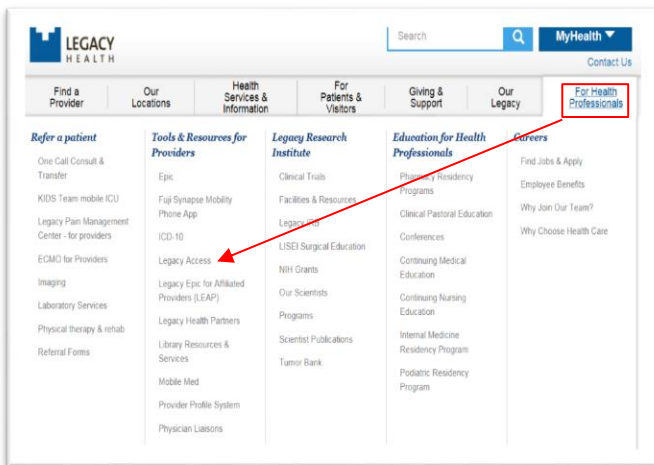 LEGACY
HEALTH
Search
MyHealth
Contact Us
Find a
Provider
Our
Locations
Health
Services &
Information
For
Patients &
Visitors
Giving &
Support
Our
Legacy
For Health
Professionals
Refer a patient
One Call Consult &
Transfer
KIDS Team mobile ICU
Legacy Pain Management
Center - for providers
ECMO for Providers
Imaging
Laboratory Services
Physical therapy & rehab
Referral Forms
Tools & Resources for
Providers
Epic
Fuji Synapse Mobility
Phone App
ICD-10
Legacy Access
Legacy Epic for Affiliated
Providers (LEAP)
Legacy Health Partners
Library Resources &
Services
Mobile Med
Provider Profile System
Physician Liaisons
Legacy Research
Institute
Clinical Trials
Facilities & Resources
Legacy IRB
LISEI Surgical Education
NIH Grants
Our Scientists
Programs
Scientist Publications
Tumor Bank
Education for Health
Professionals
Pharmacy Residency
Programs
Clinical Pastoral Education
Conferences
Continuing Medical
Education
Continuing Nursing
Education
Internal Medicine
Residency Program
Podiatric Residency
Program
Careers
Find Jobs & Apply
Employee Benefits
Why Join Our Team?
Why Choose Health Care